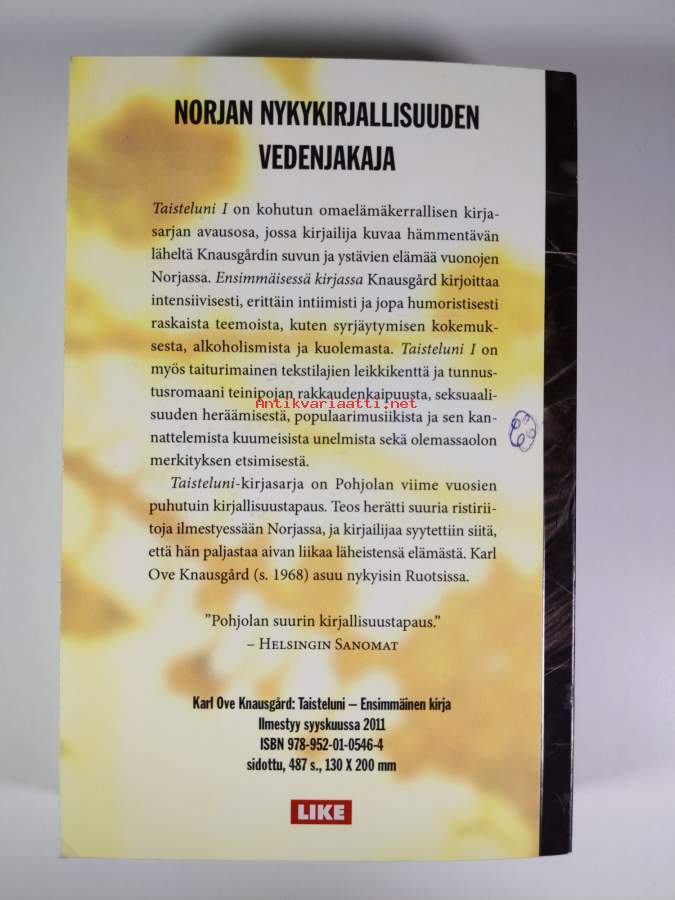 NORJAN NYKYKIRJALLISUUDEN
VEDENJAKAJA
Taisteluni I on kohutun omaelämäkerrallisen kirja-
sarjan avausosa, jossa kirjailija kuvaa hämmentävän
läheltä Knausgårdin suvun ja ystävien elämää vuonojen
Norjassa. Ensimmäisessä kirjassa Knausgård kirjoittaa
intensiivisesti, erittäin intiimisti ja jopa humoristisesti
raskaista teemoista, kuten syrjäytymisen kokemuk-
sesta, alkoholismista ja kuolemasta. Taisteluni I on
myös taiturimainen tekstilajien leikkikenttä ja tunnus-
tusromaani teinipojan rakkaudenkaipuusta, seksuaali-
suuden heräämisestä, populaarimusiikista ja sen kan-
Antikvariaatti.net
nattelemista kuumeisista unelmista sekä olemassaolon
merkityksen etsimisestä.
Taisteluni-kirjasarja on Pohjolan viime vuosien
puhutuin kirjallisuustapaus. Teos herätti suuria ristirii-
toja ilmestyessään Norjassa, ja kirjailijaa syytettiin siitä,
että hän paljastaa aivan liikaa läheistensä elämästä. Karl
Ove Knausgård (s. 1968) asuu nykyisin Ruotsissa.
"Pohjolan suurin kirjallisuustapaus."
– HELSINGIN SANOMAT
Karl Ove Knausgård: Taisteluni – Ensimmäinen kirja
Ilmestyy syyskuussa 2011
ISBN 978-952-01-0546-4
sidottu, 487 s., 130 X 200 mm
LIKE